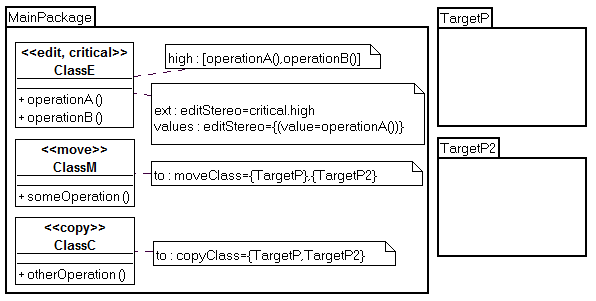 MainPackage
<<edit, critical>>
ClassE
+ operationA()
+ operationB()
high : [operationA(),operationB()]
ext : editStereo=critical.high
values : editStereo={(value=operationA())}
<<move>>
ClassM
+ someOperation()
to : moveClass={TargetP},{TargetP2}
<<copy>>
ClassC
+ otherOperation()
to : copyClass={TargetP,TargetP2}
TargetP
TargetP2